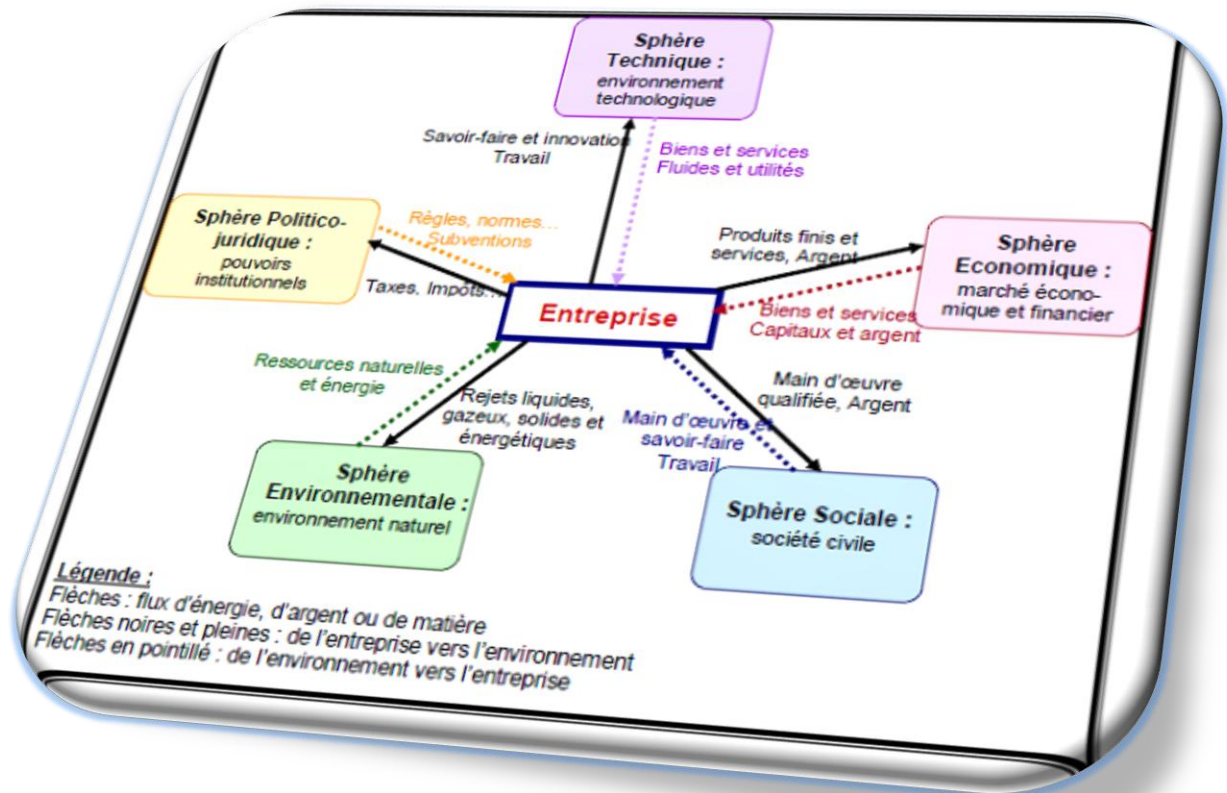 Sphère
Technique :
environnement
technologique
Savoir-faire et innovation
Travail
Biens et services
Fluides et utilités
Sphère Politico-
juridique :
pouvoirs
institutionnels
Règles, normes...
Subventions
Taxes, Impôts...
Produits finis et
services, Argent
Sphère
Economique :
marché écono-
mique et financier
Entreprise
Biens et services
Capitaux et argent
Ressources naturelles
et énergie
Rejets liquides,
gazeux, solides et
énergétiques
Main d'œuvre et
savoir-faire
Travail
Main d'œuvre
qualifiée, Argent
Sphère
Environnementale :
environnement naturel
Sphère Sociale :
société civile
Légende :
Flèches : flux d'énergie, d'argent ou de matière
Flèches noires et pleines : de l'entreprise vers l'environnement
Flèches en pointillé : de l'environnement vers l'entreprise